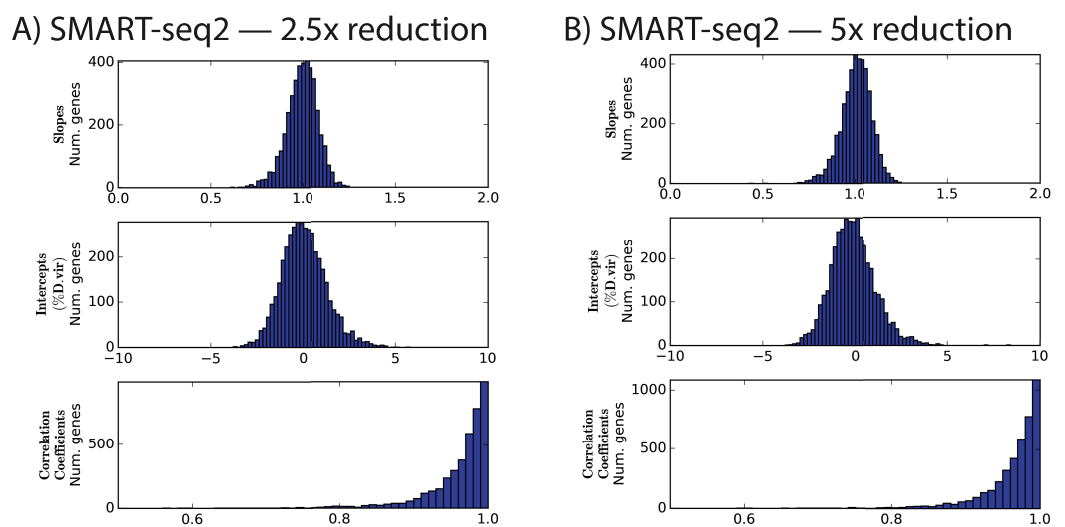 A) SMART-seq2 — 2.5x reduction
Slopes
Num. genes
400
200
0
0.0 0.5 1.0 1.5 2.0
Intercepts
(%D.vir)
Num. genes
200
100
0
−10 −5 0 5 10
Correlation
Coefficients
Num. genes
500
0
0.6 0.8 1.0
B) SMART-seq2 — 5x reduction
Slopes
Num. genes
400
200
0
0.0 0.5 1.0 1.5 2.0
Intercepts
(%D.vir)
Num. genes
200
100
0
−10 −5 0 5 10
Correlation
Coefficients
Num. genes
1000
500
0
0.6 0.8 1.0